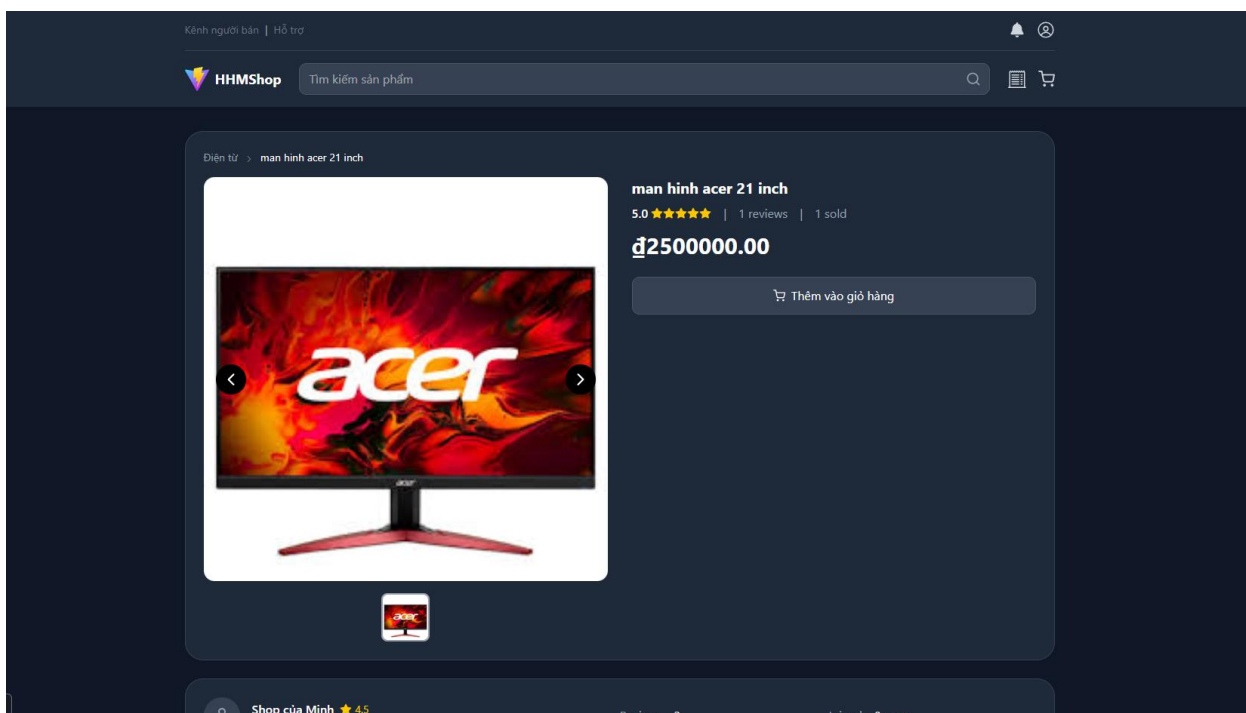 Kênh người bán | Hỗ trợ
HHMShop
Tìm kiếm sản phẩm
Điện tử > man hinh acer 21 inch
man hinh acer 21 inch
5.0 | 1 reviews | 1 sold
₫2500000.00
Thêm vào giỏ hàng
acer
acer
acer
Shop của Minh 4.5